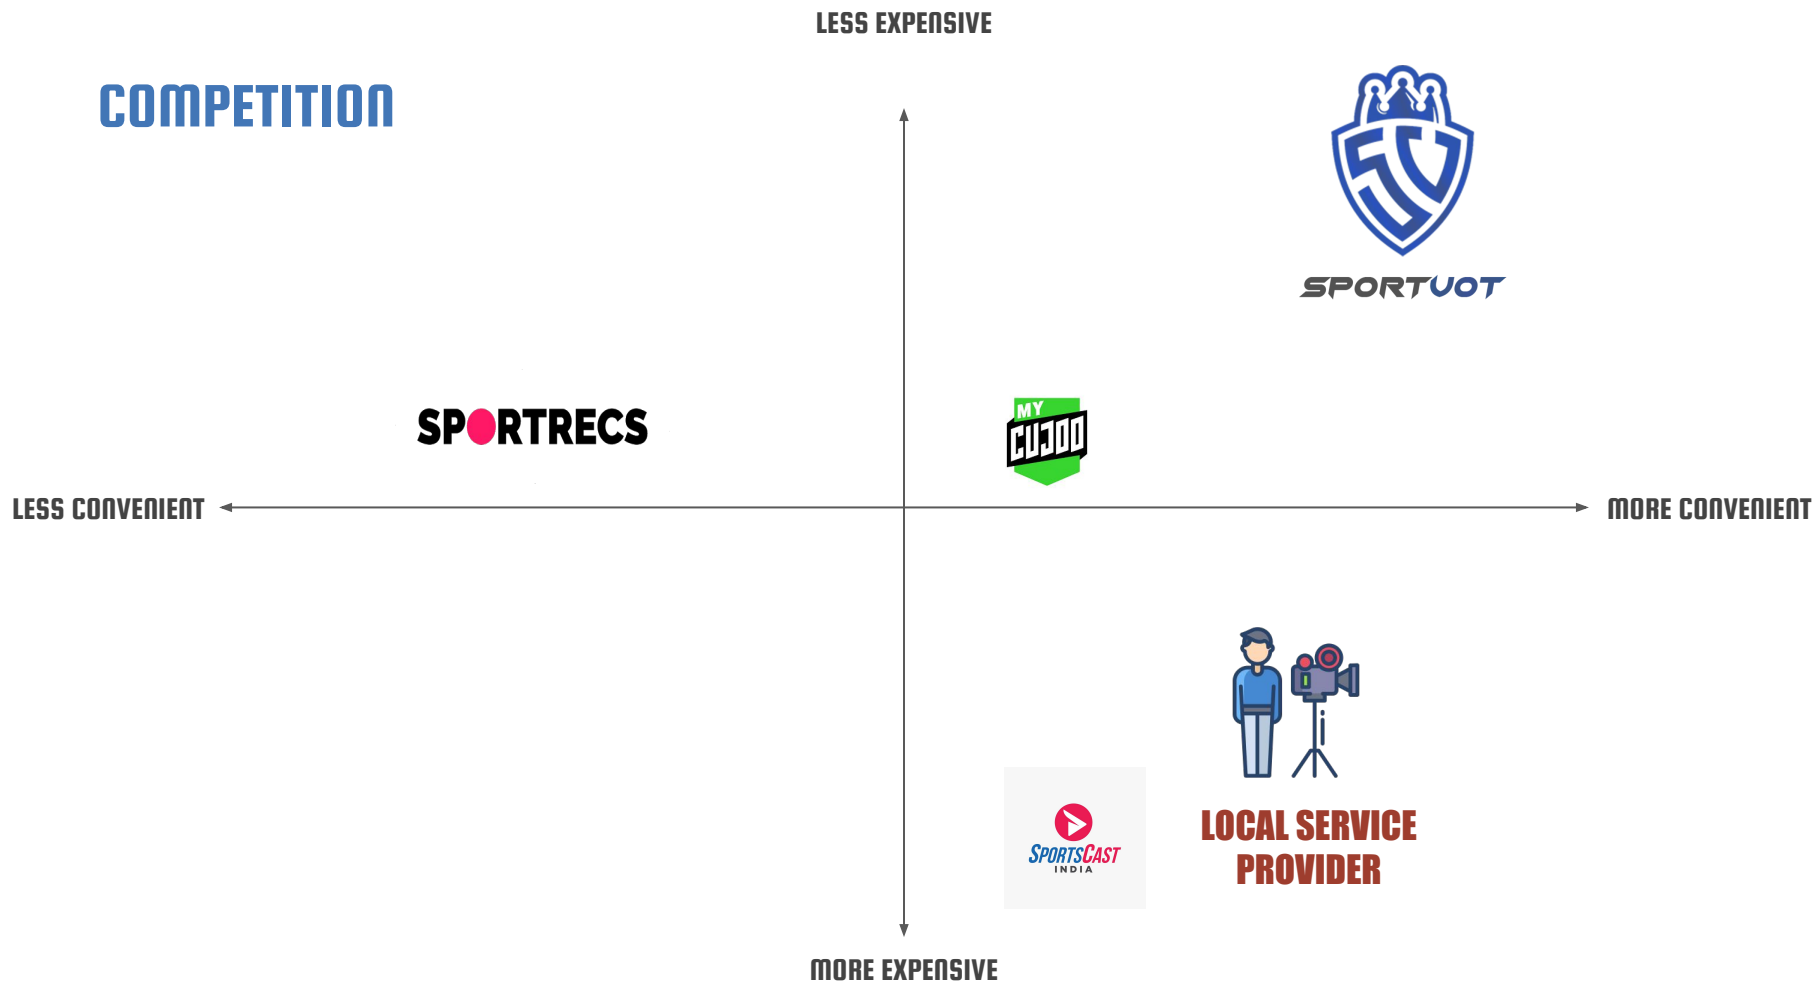 LESS EXPENSIVE
COMPETITION
SPORTVOT
SPORTRECS
MY
CUJOO
LESS CONVENIENT
MORE CONVENIENT
SPORTSCAST
INDIA
LOCAL SERVICE
PROVIDER
MORE EXPENSIVE